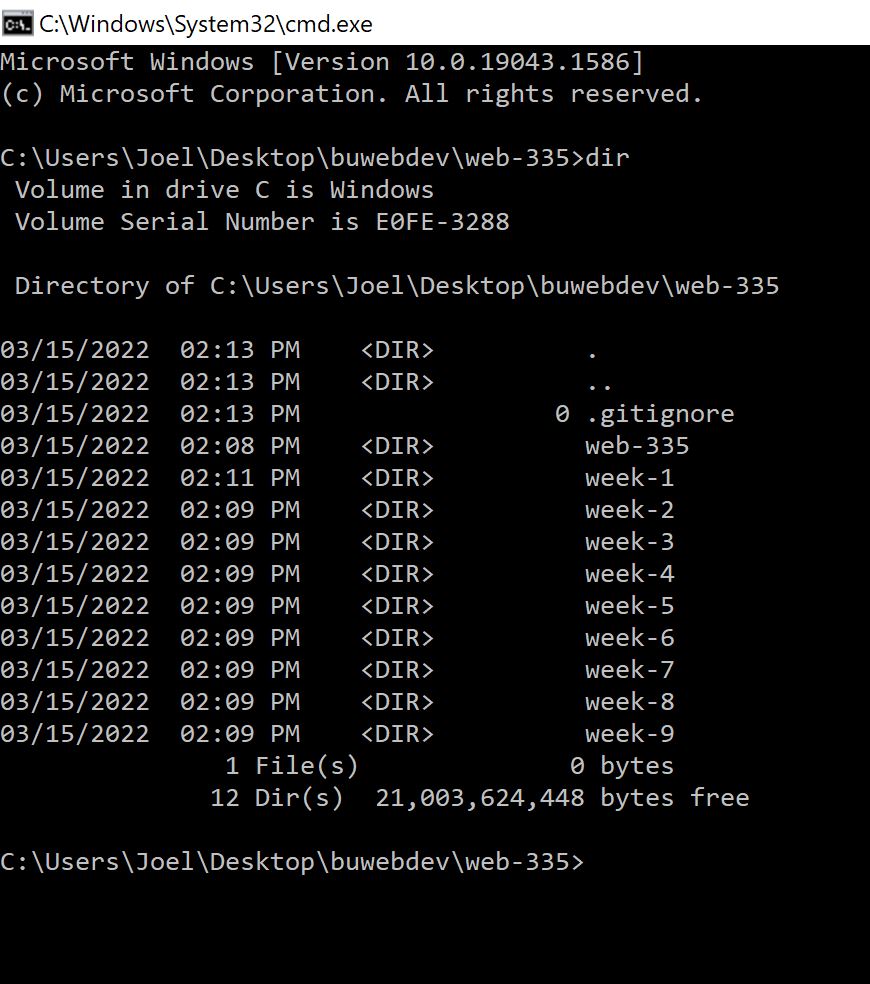 C:\Windows\System32\cmd.exe
Microsoft Windows [Version 10.0.19043.1586]
(c) Microsoft Corporation. All rights reserved.

C:\Users\Joel\Desktop\buwebdev\web-335>dir
 Volume in drive C is Windows
 Volume Serial Number is E0FE-3288

 Directory of C:\Users\Joel\Desktop\buwebdev\web-335

03/15/2022  02:13 PM    <DIR>          .
03/15/2022  02:13 PM    <DIR>          ..
03/15/2022  02:13 PM                 0 .gitignore
03/15/2022  02:08 PM    <DIR>          web-335
03/15/2022  02:11 PM    <DIR>          week-1
03/15/2022  02:09 PM    <DIR>          week-2
03/15/2022  02:09 PM    <DIR>          week-3
03/15/2022  02:09 PM    <DIR>          week-4
03/15/2022  02:09 PM    <DIR>          week-5
03/15/2022  02:09 PM    <DIR>          week-6
03/15/2022  02:09 PM    <DIR>          week-7
03/15/2022  02:09 PM    <DIR>          week-8
03/15/2022  02:09 PM    <DIR>          week-9
               1 File(s)              0 bytes
              12 Dir(s)  21,003,624,448 bytes free

C:\Users\Joel\Desktop\buwebdev\web-335>